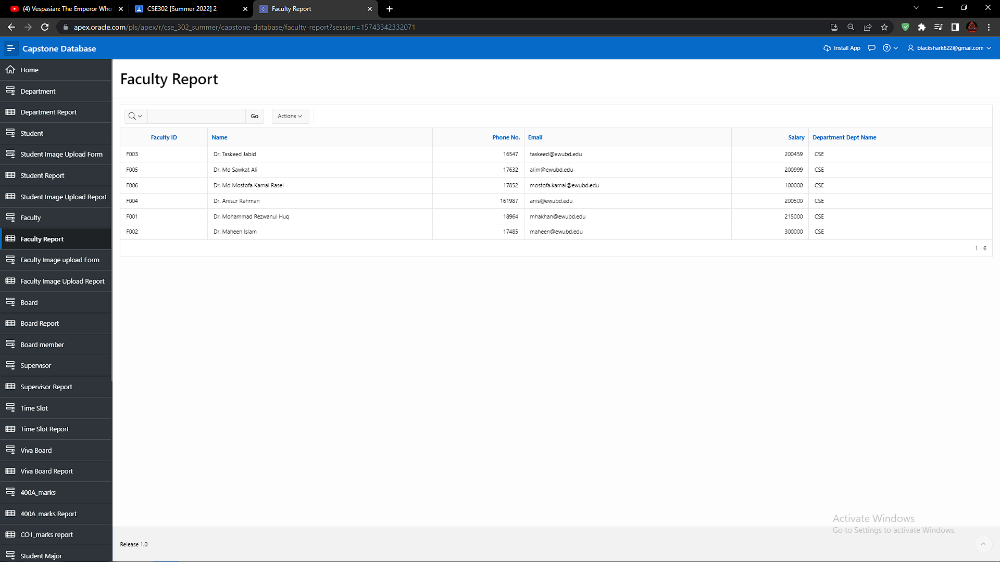 (4) Vespasian: The Emperor Who
CSE302 [Summer 2022] 2
Faculty Report
apex.oracle.com/pls/apex/r/cse_302_summer/capstone-database/faculty-report?session=15743342332071
Capstone Database
Install App
blackshark622@gmail.com
Home
Department
Department Report
Student
Student Image Upload Form
Student Report
Student Image Upload Report
Faculty
Faculty Report
Faculty Image upload Form
Faculty Image Upload Report
Board
Board Report
Board member
Supervisor
Supervisor Report
Time Slot
Time Slot Report
Viva Board
Viva Board Report
400A_marks
400A_marks Report
CO1_marks report
Student Major
Faculty Report
Go Actions
Faculty ID Name Phone No. Email Salary Department Dept Name
F003 Dr. Taskeed Jabid 16547 taskeed@ewubd.edu 200459 CSE
F005 Dr. Md Sawkat Ali 17632 alim@ewubd.edu 200999 CSE
F006 Dr. Md Mostofa Kamal Rasel 17852 mostofa.kamal@ewubd.edu 100000 CSE
F004 Dr. Anisur Rahman 161987 anis@ewubd.edu 200500 CSE
F001 Dr. Mohammad Rezwanul Huq 18964 mhakhan@ewubd.edu 215000 CSE
F002 Dr. Maheen Islam 17485 maheen@ewubd.edu 300000 CSE
1 - 6
Activate Windows
Go to Settings to activate Windows.
Release 1.0